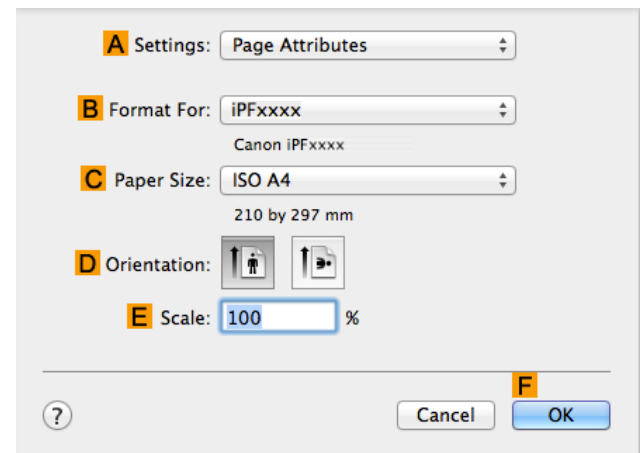 A Settings: Page Attributes
B Format For: iPFxxxx
Canon iPFxxxx
C Paper Size: ISO A4
210 by 297 mm
D Orientation:
E Scale: 100 %
F
? Cancel OK